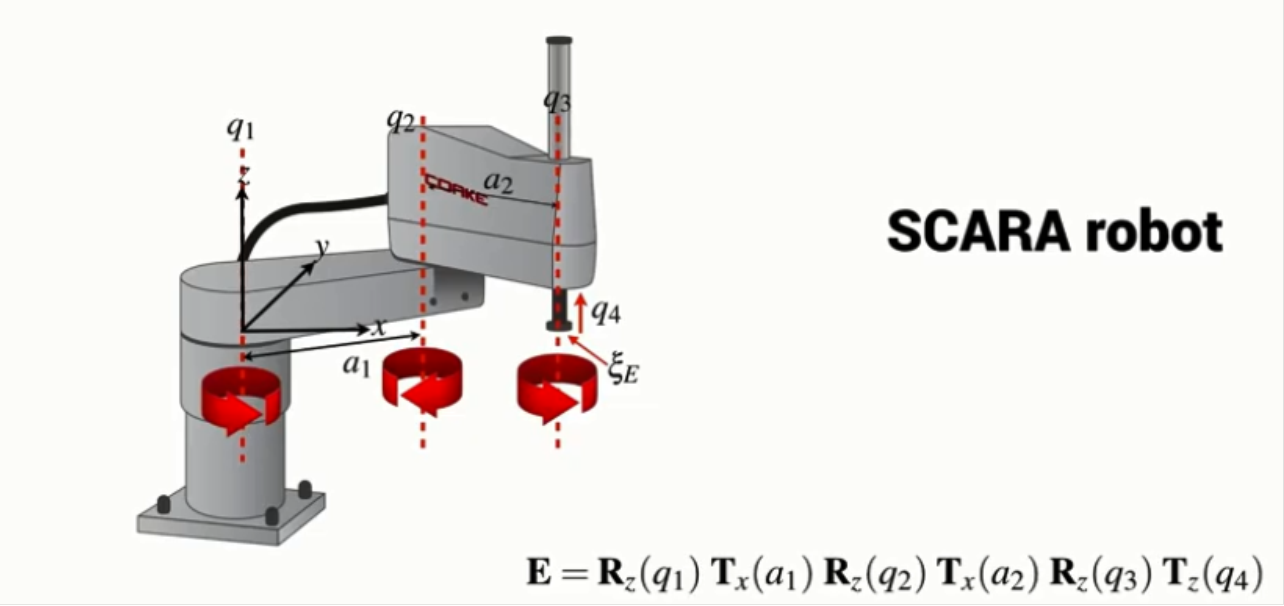 SCARA robot
q1
z
q2
q3
CORKE
a2
y
x
q4
a1
ξE
E = Rz(q1) Tx(a1) Rz(q2) Tx(a2) Rz(q3) Tz(q4)